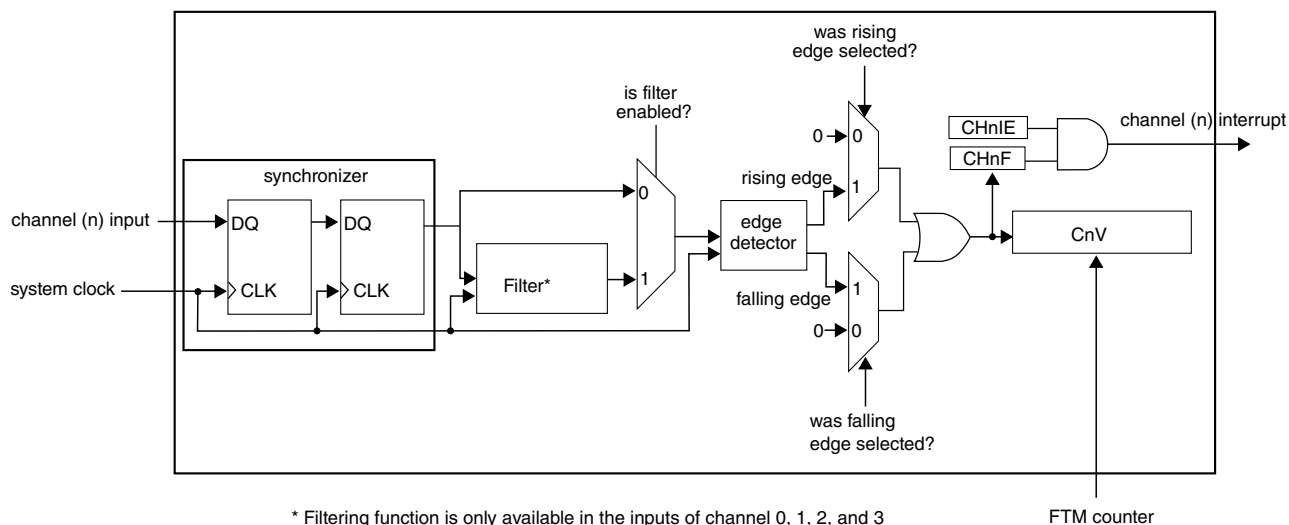 was rising
edge selected?
is filter
enabled?
0
0
CHnIE
channel (n) interrupt
CHnF
synchronizer
rising edge
1
0
channel (n) input
DQ
DQ
edge
detector
CnV
Filter*
1
system clock
CLK
CLK
falling edge
1
0
0
was falling
edge selected?
* Filtering function is only available in the inputs of channel 0, 1, 2, and 3
FTM counter